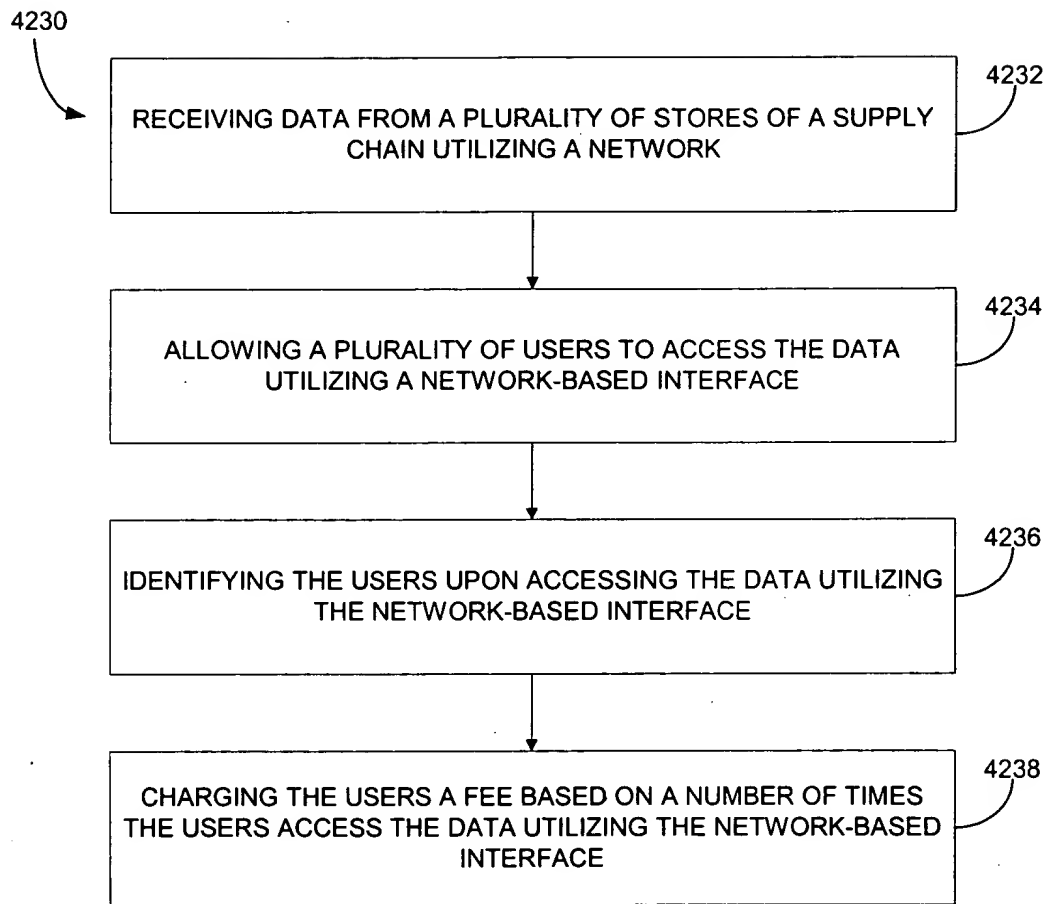 4230
4232
RECEIVING DATA FROM A PLURALITY OF STORES OF A SUPPLY
CHAIN UTILIZING A NETWORK
4234
ALLOWING A PLURALITY OF USERS TO ACCESS THE DATA
UTILIZING A NETWORK-BASED INTERFACE
4236
IDENTIFYING THE USERS UPON ACCESSING THE DATA UTILIZING
THE NETWORK-BASED INTERFACE
4238
CHARGING THE USERS A FEE BASED ON A NUMBER OF TIMES
THE USERS ACCESS THE DATA UTILIZING THE NETWORK-BASED
INTERFACE